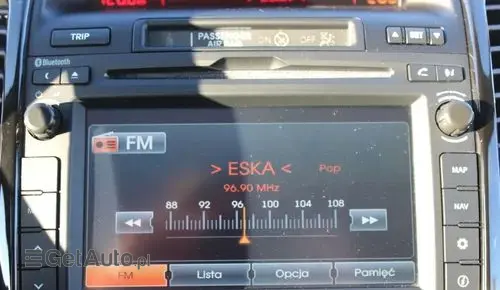 TRIP
PASSENGER
AIR BAG
ON
OFF
SET
Bluetooth
FM
> ESKA <
Pop
96.90 MHz
88 92 96 100 104 108
MAP
NAV
FM
Lista
Opcja
Pamięć
GetAuto.pl